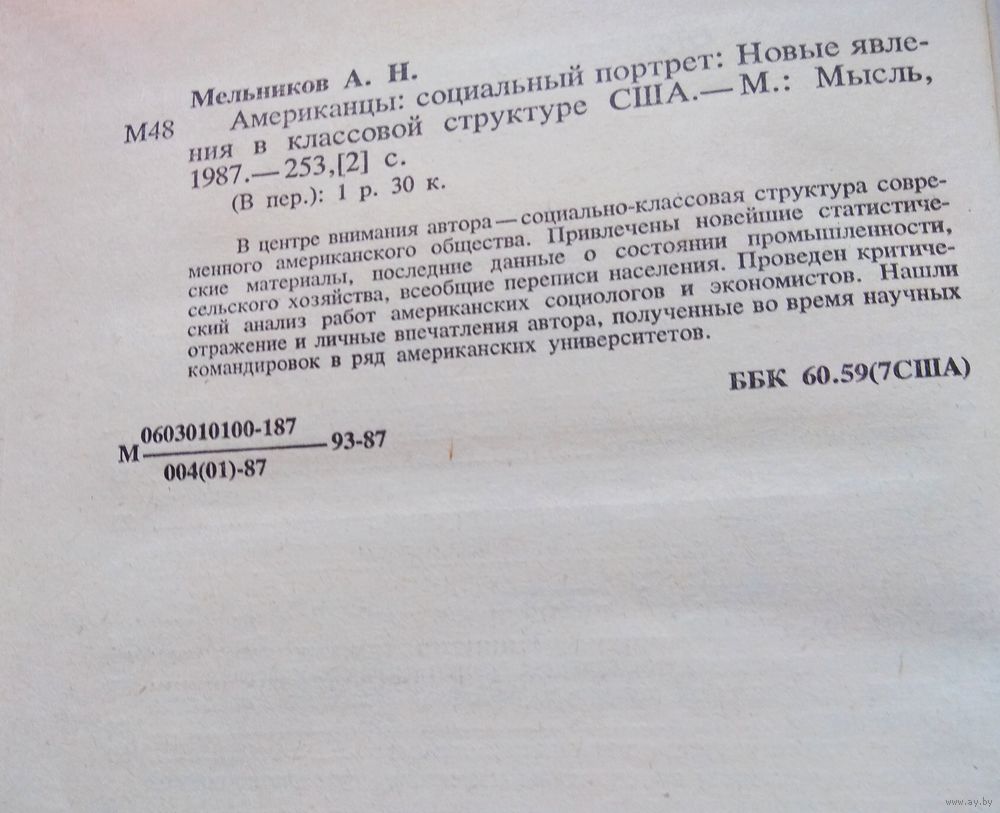 Мельников А. Н.
М48 Американцы: социальный портрет: Новые явле-
ния в классовой структуре США.— М.: Мысль,
1987.— 253,[2] с.
(В пер.): 1 р. 30 к.
В центре внимания автора — социально-классовая структура совре-
менного американского общества. Привлечены новейшие статистиче-
ские материалы, последние данные о состоянии промышленности,
сельского хозяйства, всеобщие переписи населения. Проведен критиче-
ский анализ работ американских социологов и экономистов. Нашли
отражение и личные впечатления автора, полученные во время научных
командировок в ряд американских университетов.
ББК 60.59(7США)
0603010100-187
М 93-87
004(01)-87
www.ay.by